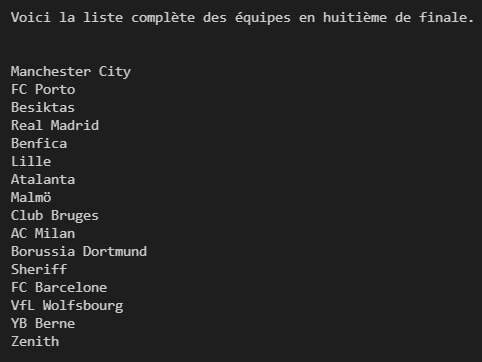 Voici la liste complète des équipes en huitième de finale.
Manchester City
FC Porto
Besiktas
Real Madrid
Benfica
Lille
Atalanta
Malmö
Club Bruges
AC Milan
Borussia Dortmund
Sheriff
FC Barcelone
VfL Wolfsbourg
YB Berne
Zenith